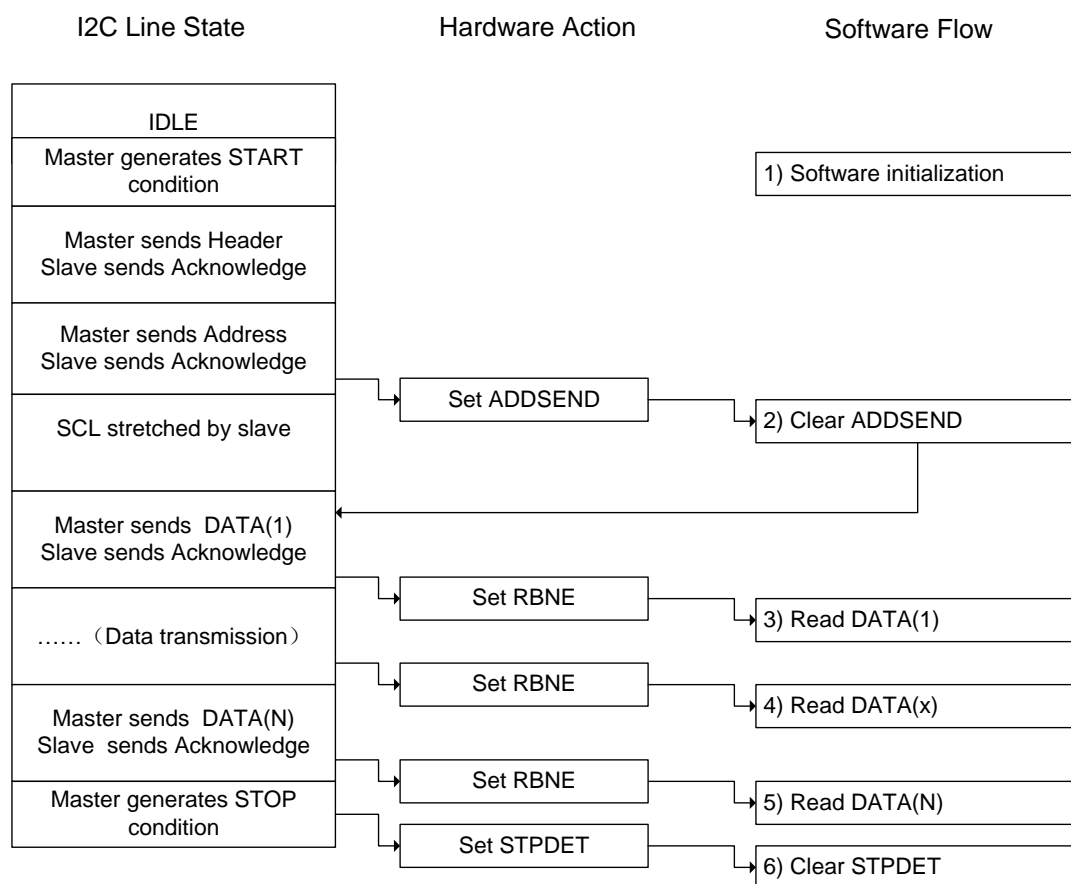 I2C Line State
Hardware Action
Software Flow
IDLE
Master generates START
condition
1) Software initialization
Master sends Header
Slave sends Acknowledge
Master sends Address
Slave sends Acknowledge
Set ADDSEND
2) Clear ADDSEND
SCL stretched by slave
Master sends  DATA(1)
Slave sends Acknowledge
Set RBNE
3) Read DATA(1)
……（Data transmission）
Set RBNE
4) Read DATA(x)
Master sends  DATA(N)
Slave  sends Acknowledge
Set RBNE
5) Read DATA(N)
Master generates STOP
condition
Set STPDET
6) Clear STPDET